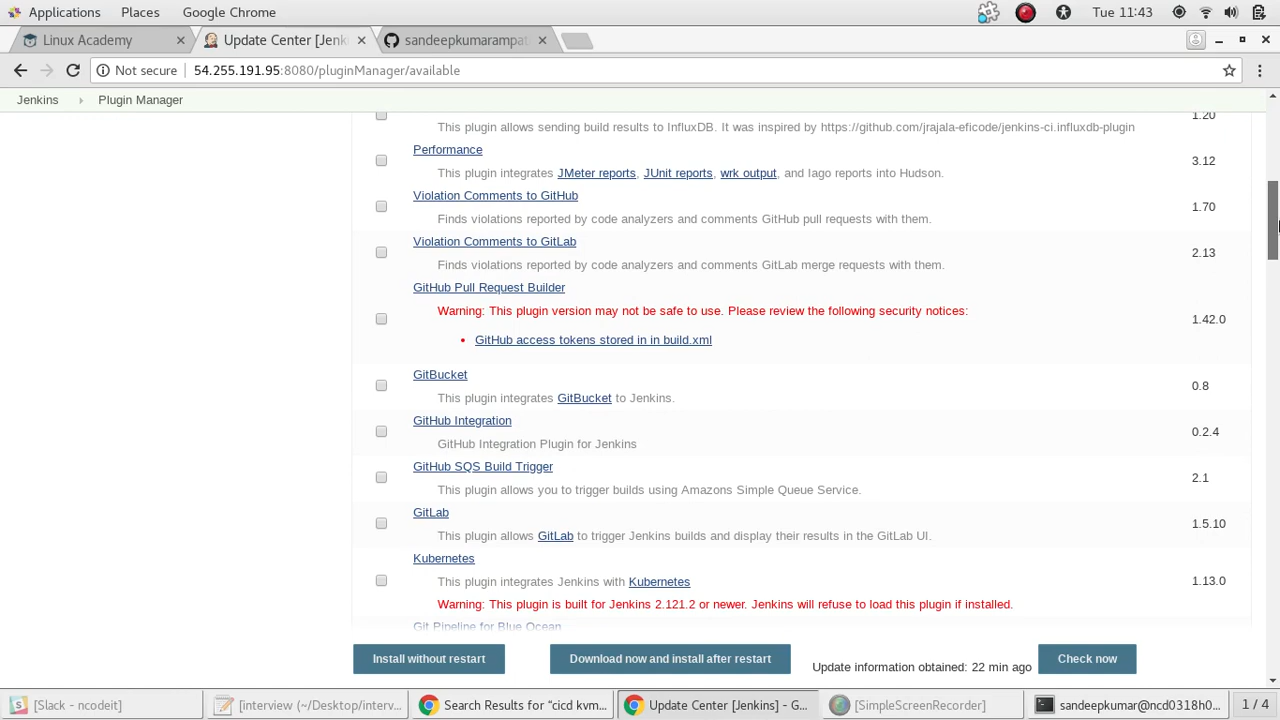 Applications Places Google Chrome Tue 11:43
Linux Academy Update Center [Jenk sandeepkumarampat
Not secure 54.255.191.95:8080/pluginManager/available
Jenkins Plugin Manager
This plugin allows sending build results to InfluxDB. It was inspired by https://github.com/jrajala-eficode/jenkins-ci.influxdb-plugin 1.20
Performance
This plugin integrates JMeter reports, JUnit reports, wrk output, and Iago reports into Hudson. 3.12
Violation Comments to GitHub
Finds violations reported by code analyzers and comments GitHub pull requests with them. 1.70
Violation Comments to GitLab
Finds violations reported by code analyzers and comments GitLab merge requests with them. 2.13
GitHub Pull Request Builder
Warning: This plugin version may not be safe to use. Please review the following security notices: 1.42.0
• GitHub access tokens stored in in build.xml
GitBucket
This plugin integrates GitBucket to Jenkins. 0.8
GitHub Integration
GitHub Integration Plugin for Jenkins 0.2.4
GitHub SQS Build Trigger
This plugin allows you to trigger builds using Amazons Simple Queue Service. 2.1
GitLab
This plugin allows GitLab to trigger Jenkins builds and display their results in the GitLab UI. 1.5.10
Kubernetes
This plugin integrates Jenkins with Kubernetes 1.13.0
Warning: This plugin is built for Jenkins 2.121.2 or newer. Jenkins will refuse to load this plugin if installed.
Git Pipeline for Blue Ocean
Install without restart Download now and install after restart Update information obtained: 22 min ago Check now
[Slack - ncodeit] [interview (~/Desktop/interv... Search Results for “cicd kvm... Update Center [Jenkins] - G... [SimpleScreenRecorder] sandeepkumar@ncd0318h0... 1 / 4